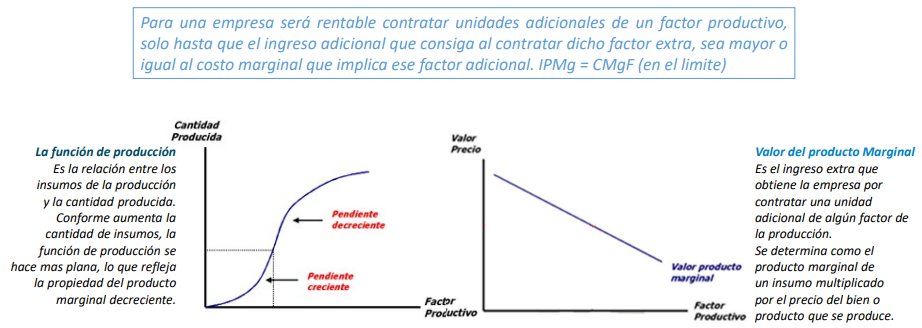 Para una empresa será rentable contratar unidades adicionales de un factor productivo,
solo hasta que el ingreso adicional que consiga al contratar dicho factor extra, sea mayor o
igual al costo marginal que implica ese factor adicional. IPMg = CMgF (en el limite)
La función de producción
Es la relación entre los
insumos de la producción
y la cantidad producida.
Conforme aumenta la
cantidad de insumos, la
función de producción se
hace mas plana, lo que refleja
la propiedad del producto
marginal decreciente.
Cantidad
Producida
Pendiente
decreciente
Pendiente
creciente
Factor
Productivo
Valor
Precio
Valor producto
marginal
Factor
Productivo
Valor del producto Marginal
Es el ingreso extra que
obtiene la empresa por
contratar una unidad
adicional de algún factor de
la producción.
Se determina como el
producto marginal de
un insumo multiplicado
por el precio del bien o
producto que se produce.